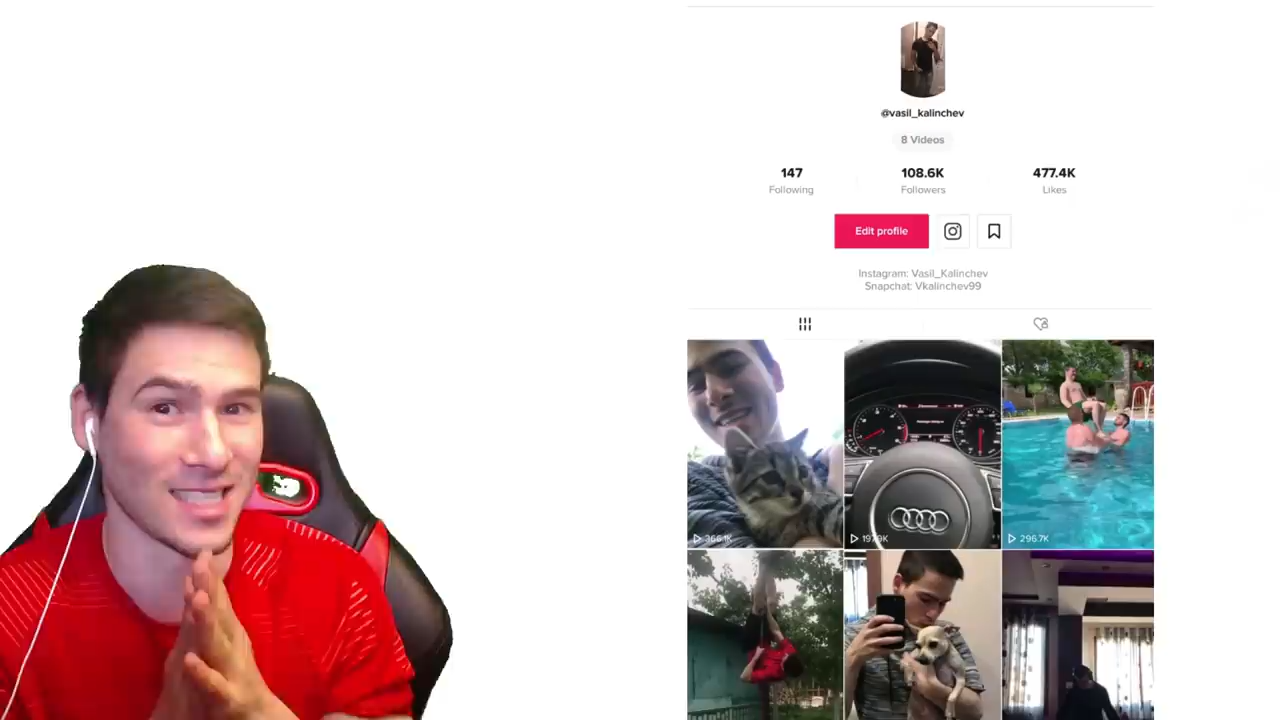 @vasil_kalinchev
8 Videos
147 108.6K 477.4K
Following Followers Likes
Edit profile
Instagram: Vasil_Kalinchev
Snapchat: Vkalinchev99
296.7K